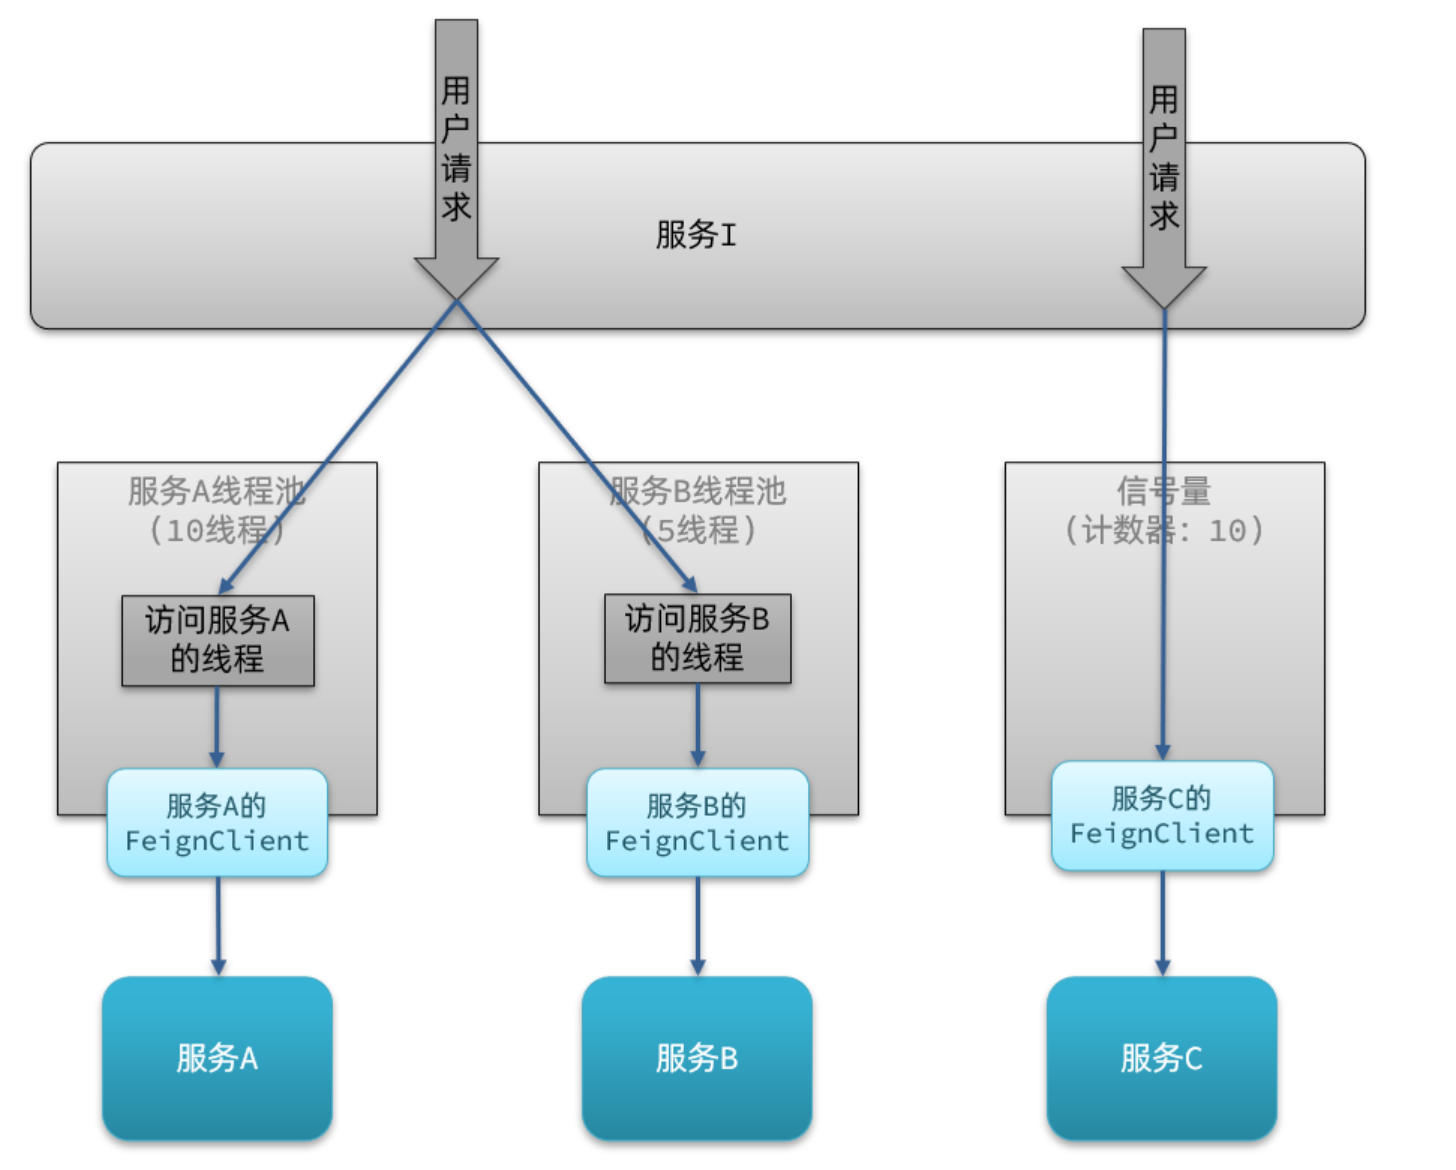 用户请求
用户请求
服务I
服务A线程池
(10线程)
服务B线程池
(5线程)
信号量
(计数器: 10)
访问服务A
的线程
访问服务B
的线程
服务A的
FeignClient
服务B的
FeignClient
服务C的
FeignClient
服务A
服务B
服务C